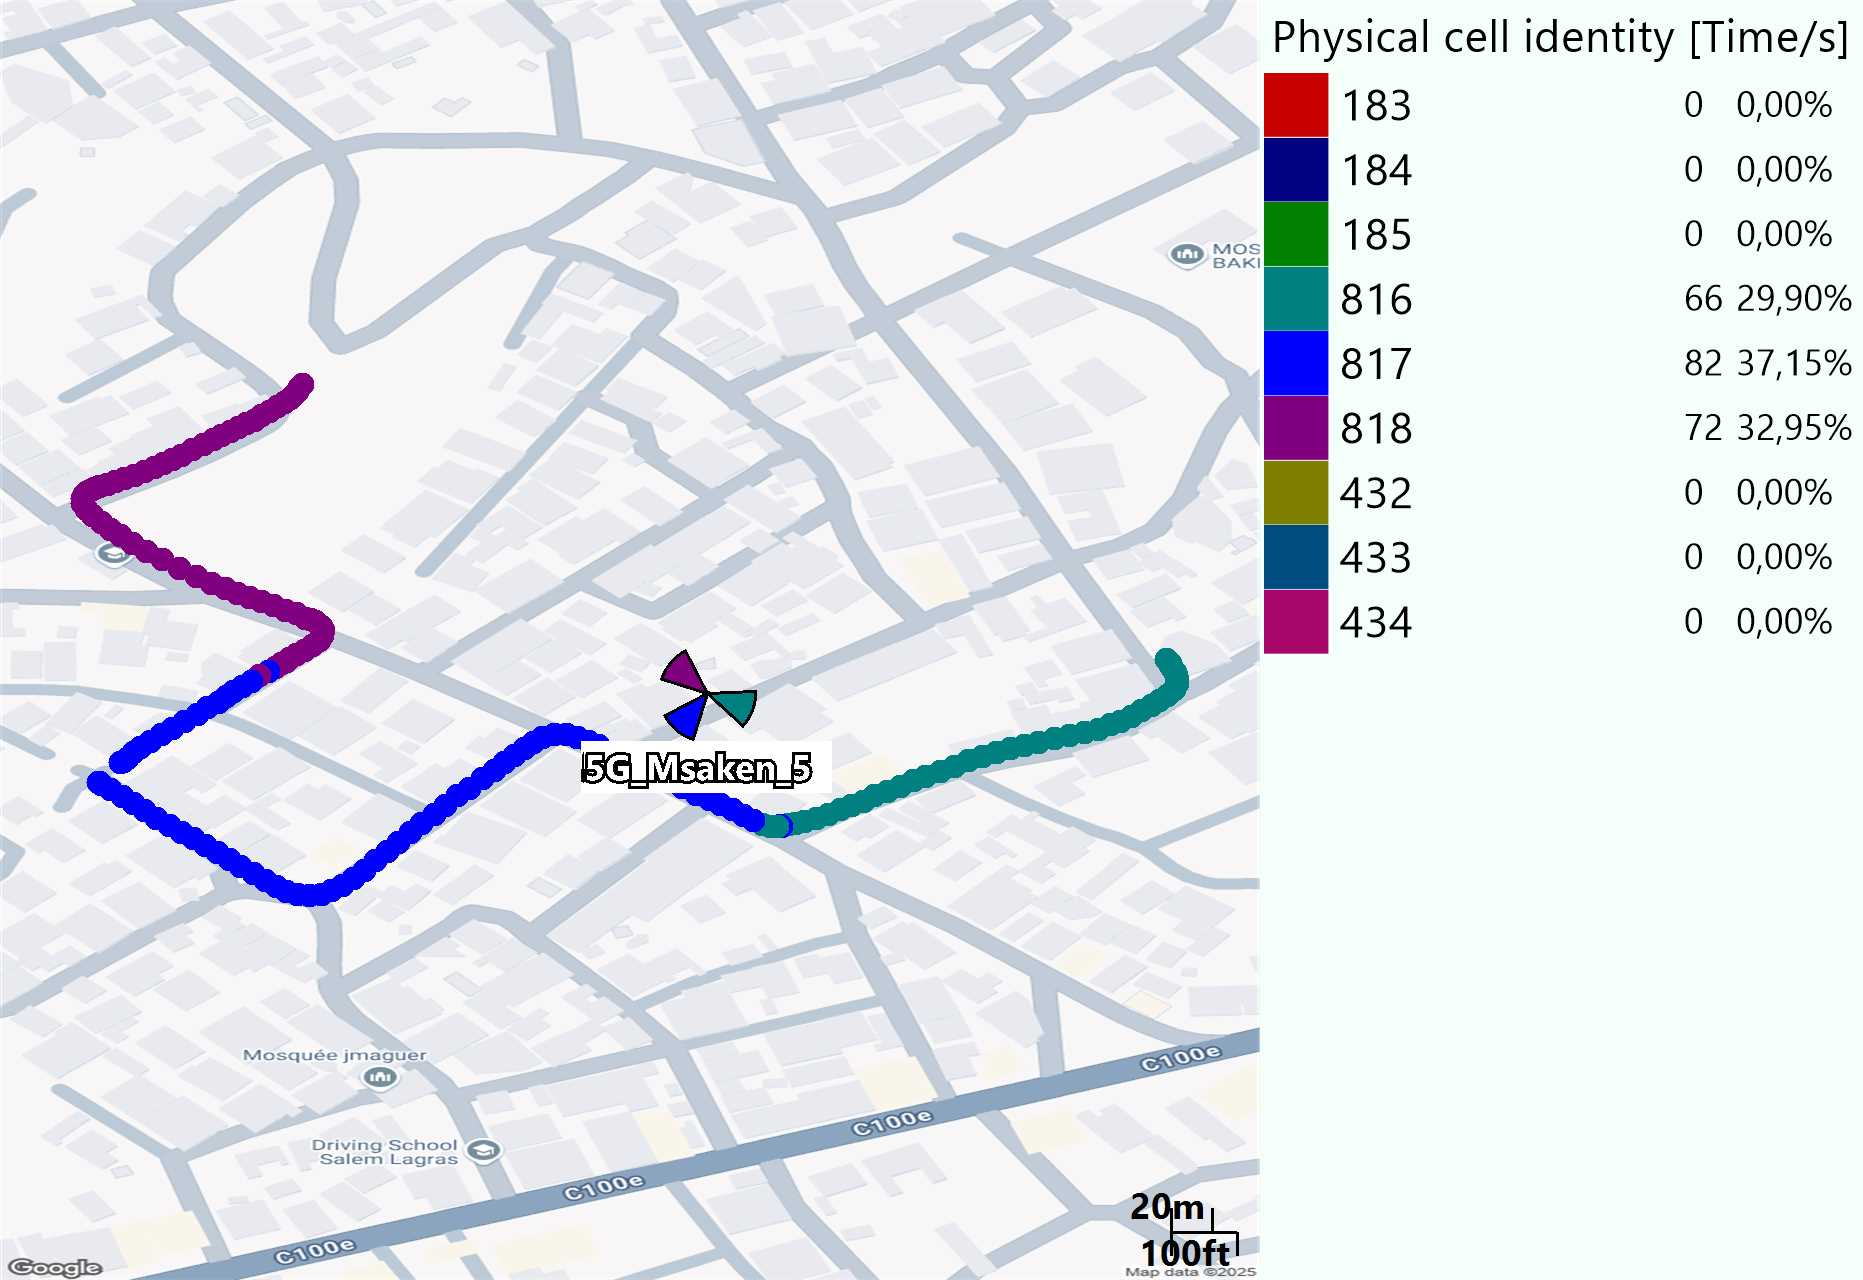 Physical cell identity [Time/s]
183 0 0,00%
184 0 0,00%
185 0 0,00%
816 66 29,90%
817 82 37,15%
818 72 32,95%
432 0 0,00%
433 0 0,00%
434 0 0,00%
MOS
BAKI
5G_Msaken_5
Mosquée jmaguer
Driving School
Salem Lagras
C100e
C100e
C100e
C100e
20m
100ft
Google
Map data ©2025